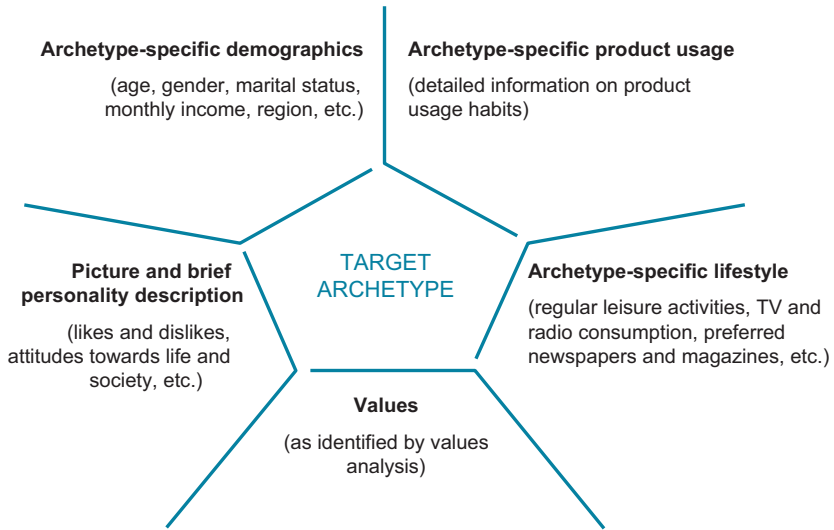 Archetype-specific demographics
(age, gender, marital status,
monthly income, region, etc.)
Archetype-specific product usage
(detailed information on product
usage habits)
TARGET
ARCHETYPE
Picture and brief
personality description
(likes and dislikes,
attitudes towards life and
society, etc.)
Archetype-specific lifestyle
(regular leisure activities, TV and
radio consumption, preferred
newspapers and magazines, etc.)
Values
(as identified by values
analysis)